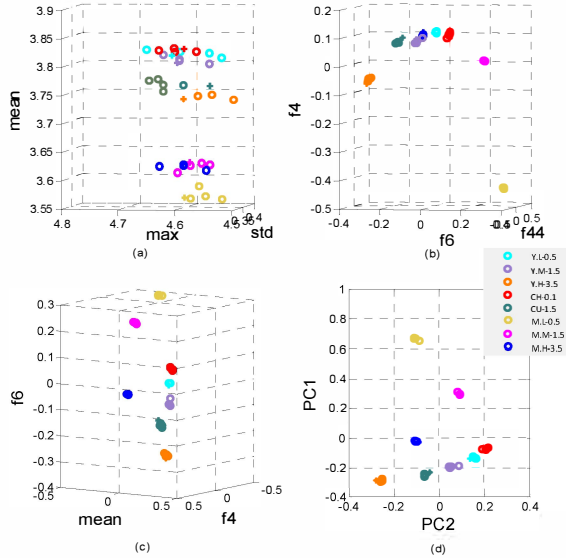 3.9
3.85
3.8
3.75
3.7
3.65
3.6
3.55
mean
4.8
4.7
4.6
4.5
max
std
(a)
0.4
0.3
0.2
0.1
0
-0.1
-0.2
-0.3
-0.4
-0.5
f4
-0.4
-0.2
0
0.2
0.4
0.5
f6
f44
(b)
Y.L-0.5
Y.M-1.5
Y.H-3.5
CH-0.1
CU-1.5
M.L-0.5
M.M-1.5
M.H-3.5
0.3
0.2
0.1
0
-0.1
-0.2
-0.3
-0.4
f6
-0.5
0
0.5
0.5
0
-0.5
mean
f4
(c)
1
0.8
0.6
0.4
0.2
0
-0.2
-0.4
PC1
-0.4
-0.2
0
0.2
0.4
PC2
(d)